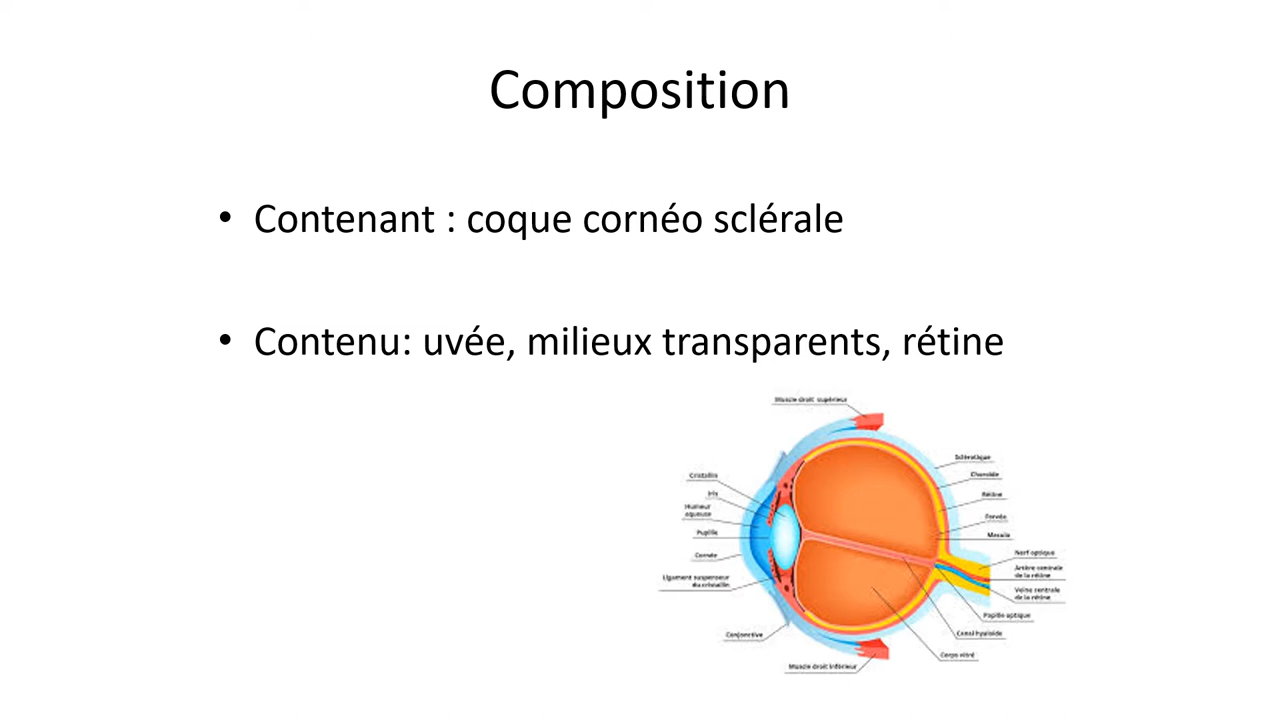 Composition
• Contenant : coque cornéo sclérale
• Contenu: uvée, milieux transparents, rétine
Muscle droit supérieur
Sclérotique
Choroïde
Rétine
Fovéa
Macula
Nerf optique
Artère centrale
de la rétine
Veine centrale
de la rétine
Papille optique
Canal hyaloïde
Corps vitré
Cristallin
Iris
Humeur
aqueuse
Pupille
Cornée
Ligament suspenseur
du cristallin
Conjonctive
Muscle droit inférieur